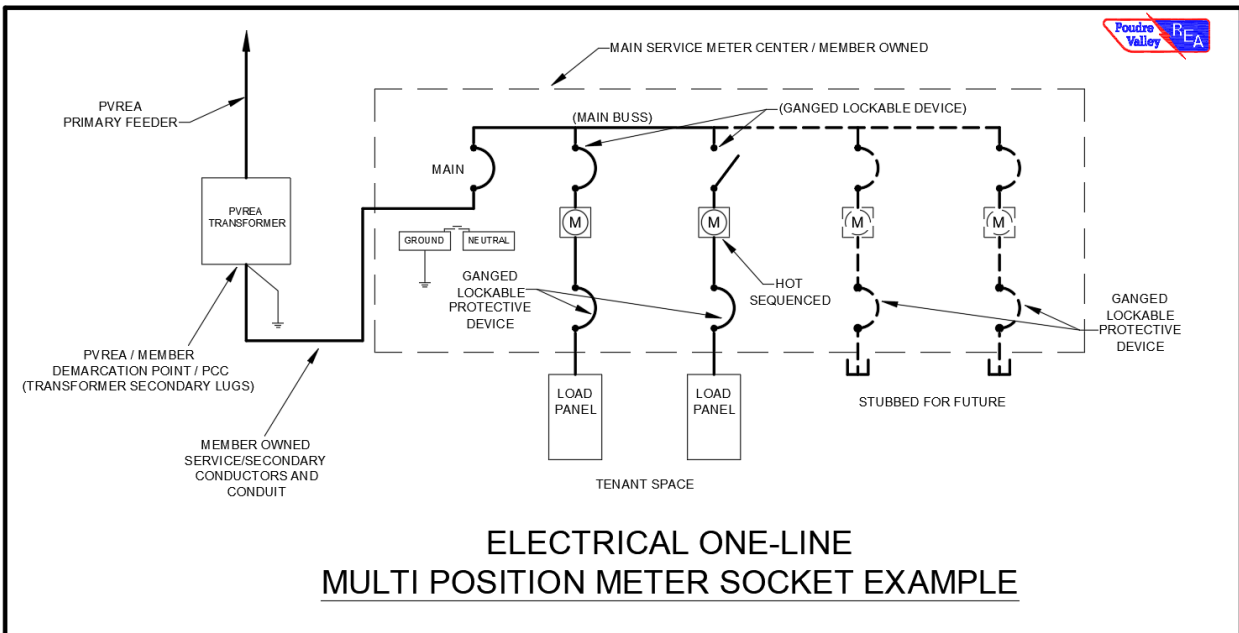 Poudre
Valley
REA
MAIN SERVICE METER CENTER / MEMBER OWNED
PVREA
PRIMARY FEEDER
(MAIN BUSS)
(GANGED LOCKABLE DEVICE)
MAIN
PVREA
TRANSFORMER
M
M
M
M
GROUND
NEUTRAL
GANGED
LOCKABLE
PROTECTIVE
DEVICE
HOT
SEQUENCED
GANGED
LOCKABLE
PROTECTIVE
DEVICE
PVREA / MEMBER
DEMARCATION POINT / PCC
(TRANSFORMER SECONDARY LUGS)
LOAD
PANEL
LOAD
PANEL
STUBBED FOR FUTURE
MEMBER OWNED
SERVICE/SECONDARY
CONDUCTORS AND
CONDUIT
TENANT SPACE
ELECTRICAL ONE-LINE
MULTI POSITION METER SOCKET EXAMPLE